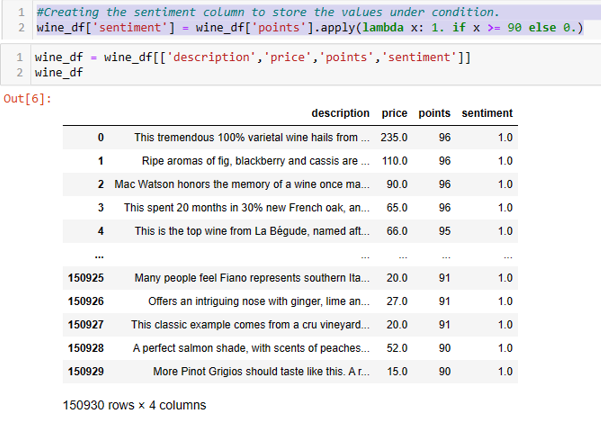 1 #Creating the sentiment column to store the values under condition.
2 wine_df['sentiment'] = wine_df['points'].apply(lambda x: 1. if x >= 90 else 0.)
1 wine_df = wine_df[['description','price','points','sentiment']]
2 wine_df
Out[6]:
description price points sentiment
0 This tremendous 100% varietal wine hails from ... 235.0 96 1.0
1 Ripe aromas of fig, blackberry and cassis are ... 110.0 96 1.0
2 Mac Watson honors the memory of a wine once ma... 90.0 96 1.0
3 This spent 20 months in 30% new French oak, an... 65.0 96 1.0
4 This is the top wine from La Bégude, named aft... 66.0 95 1.0
... ... ... ... ...
150925 Many people feel Fiano represents southern Ita... 20.0 91 1.0
150926 Offers an intriguing nose with ginger, lime an... 27.0 91 1.0
150927 This classic example comes from a cru vineyard... 20.0 91 1.0
150928 A perfect salmon shade, with scents of peaches... 52.0 90 1.0
150929 More Pinot Grigios should taste like this. A r... 15.0 90 1.0
150930 rows × 4 columns